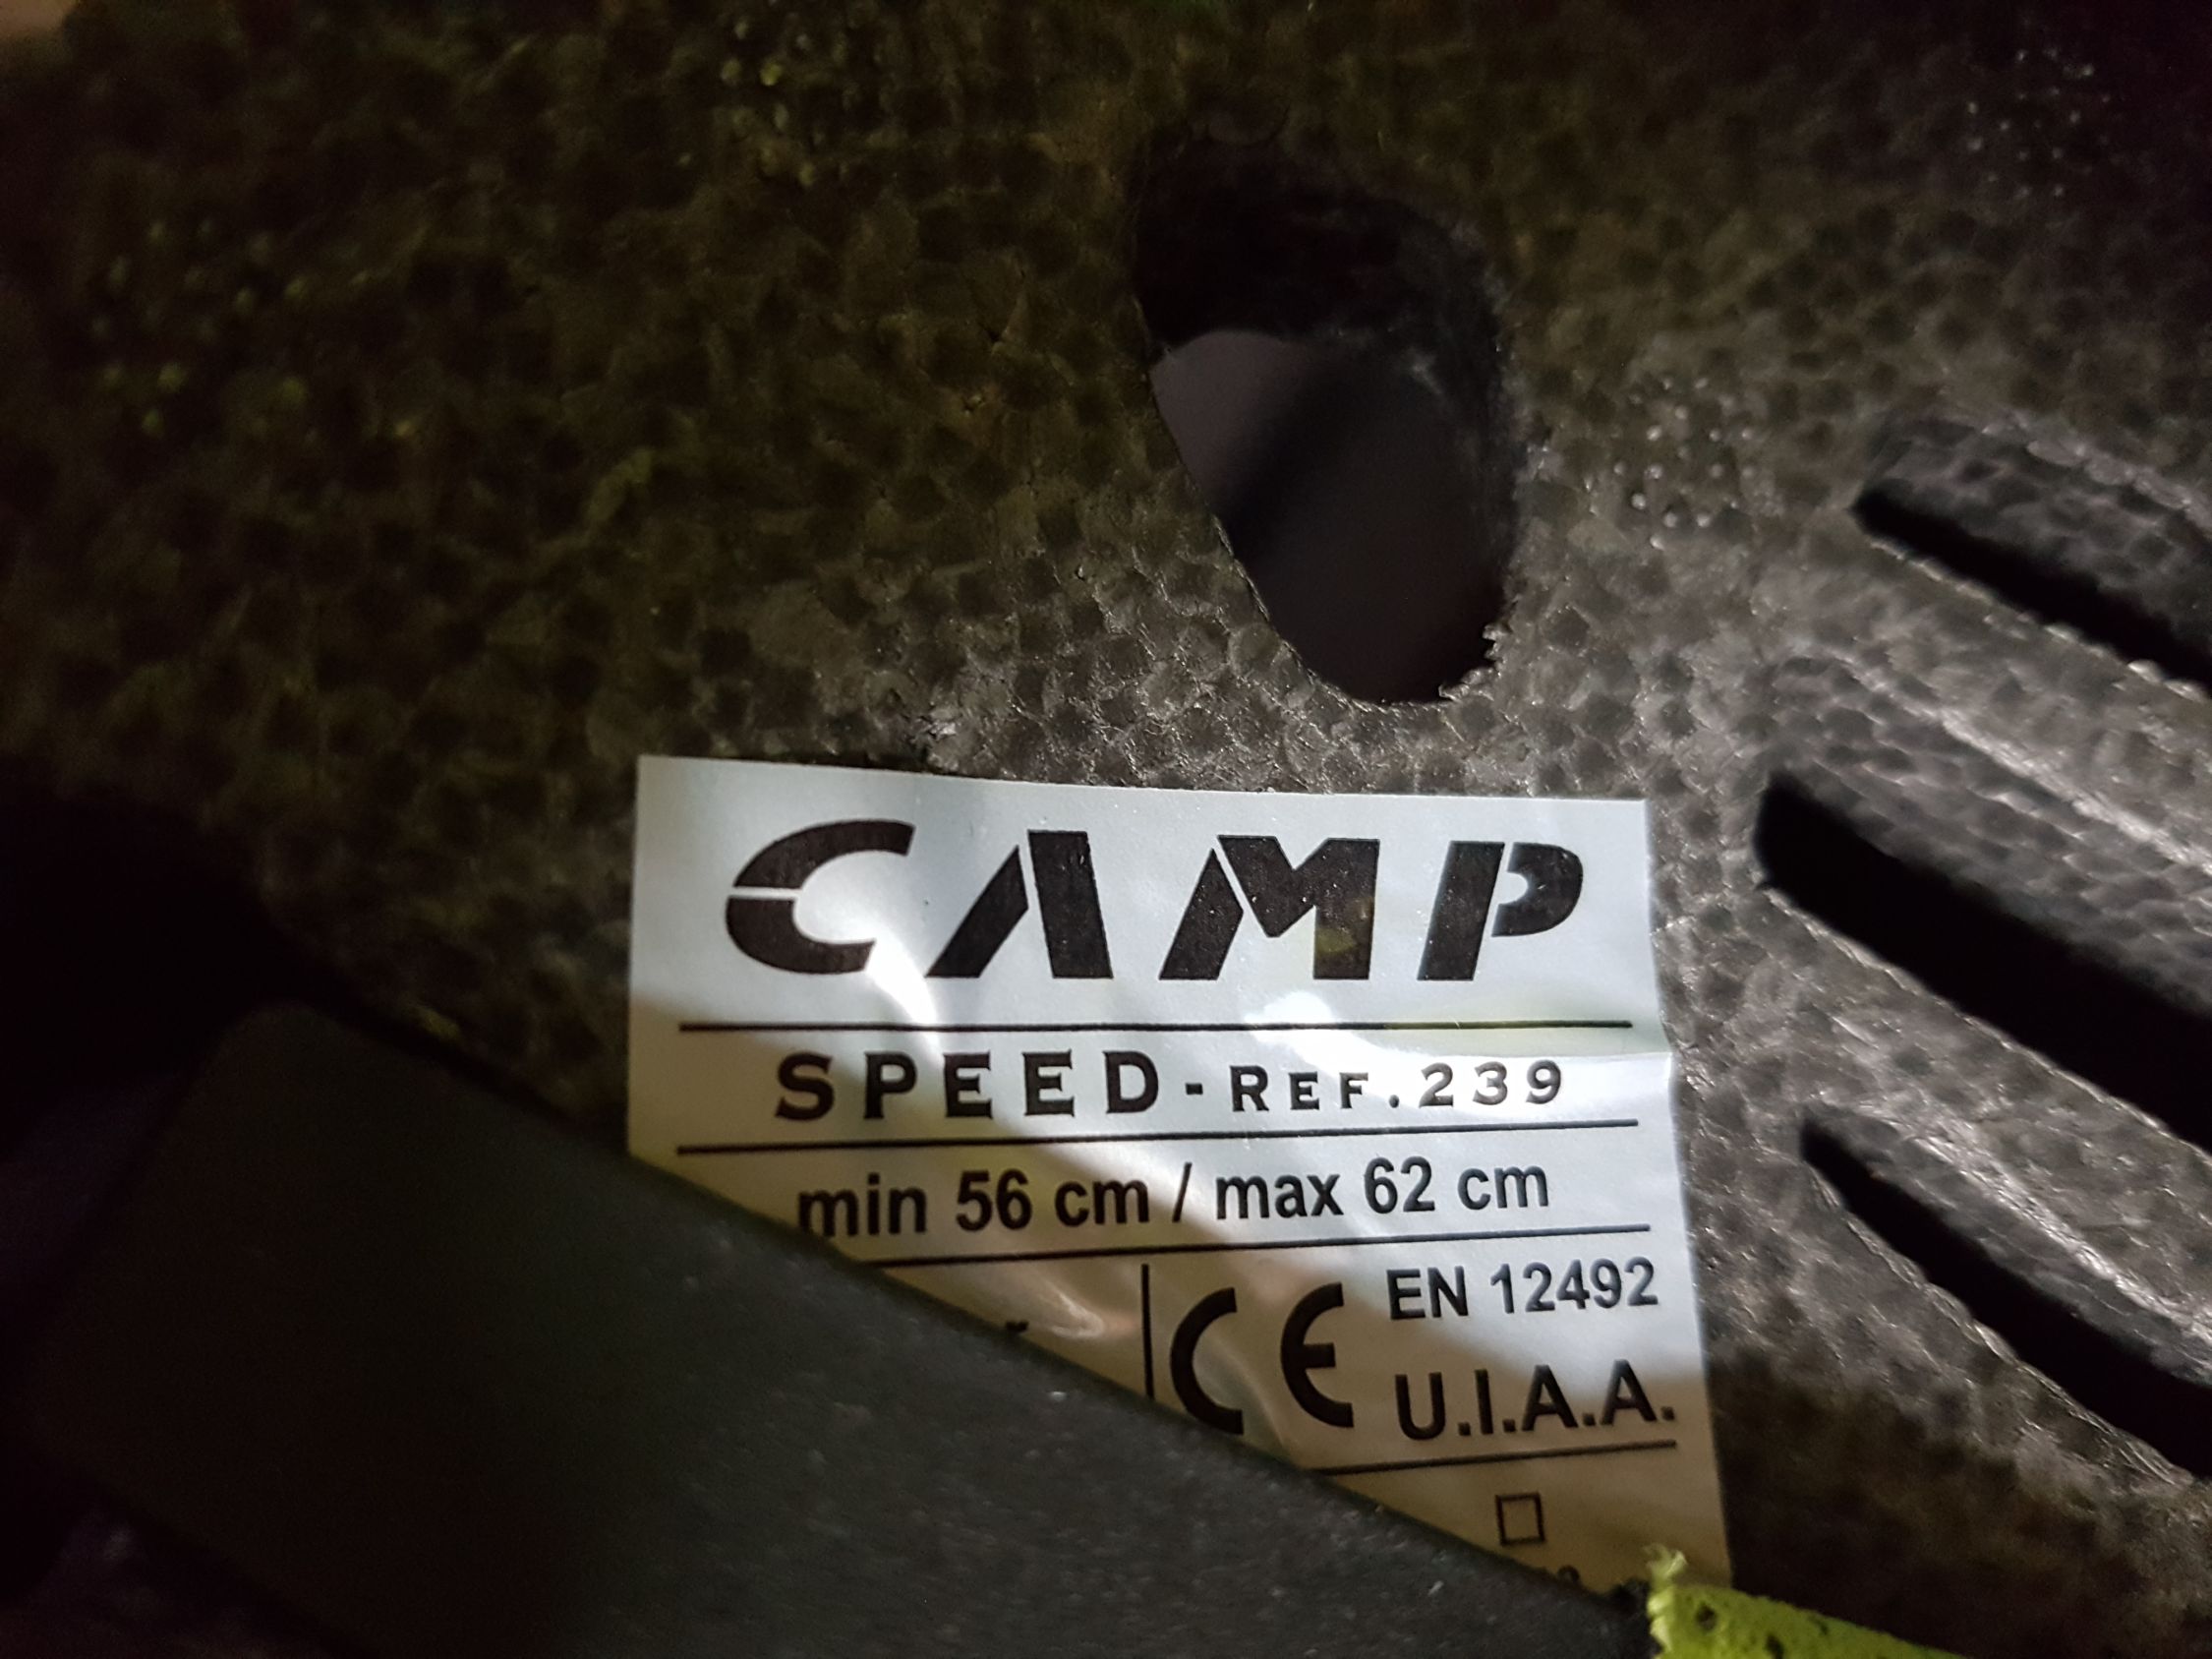 CAMP
SPEED - REF. 239
min 56 cm / max 62 cm
CE EN 12492
U.I.A.A.